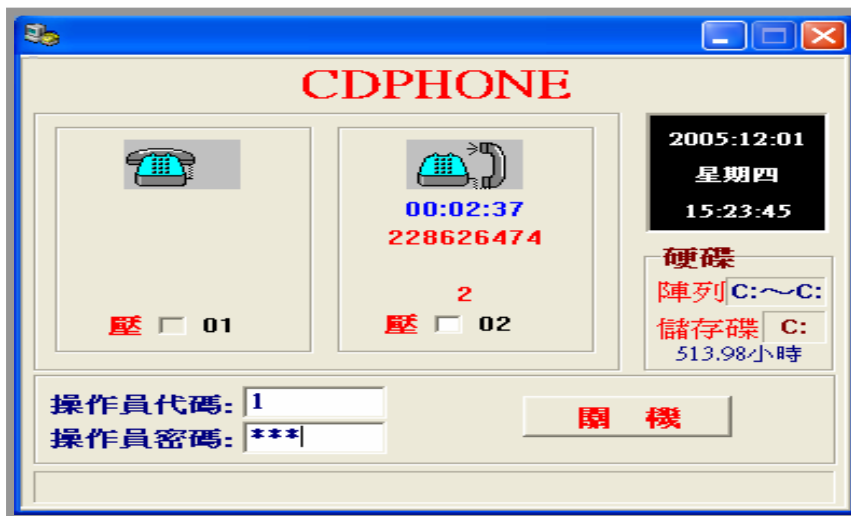 CDPHONE
00:02:37
228626474
2
壓 01
壓 02
2005:12:01
星期四
15:23:45
硬碟
陣列 C:～C:
儲存碟 C:
513.98小時
操作員代碼: 1
操作員密碼: ***
關 機